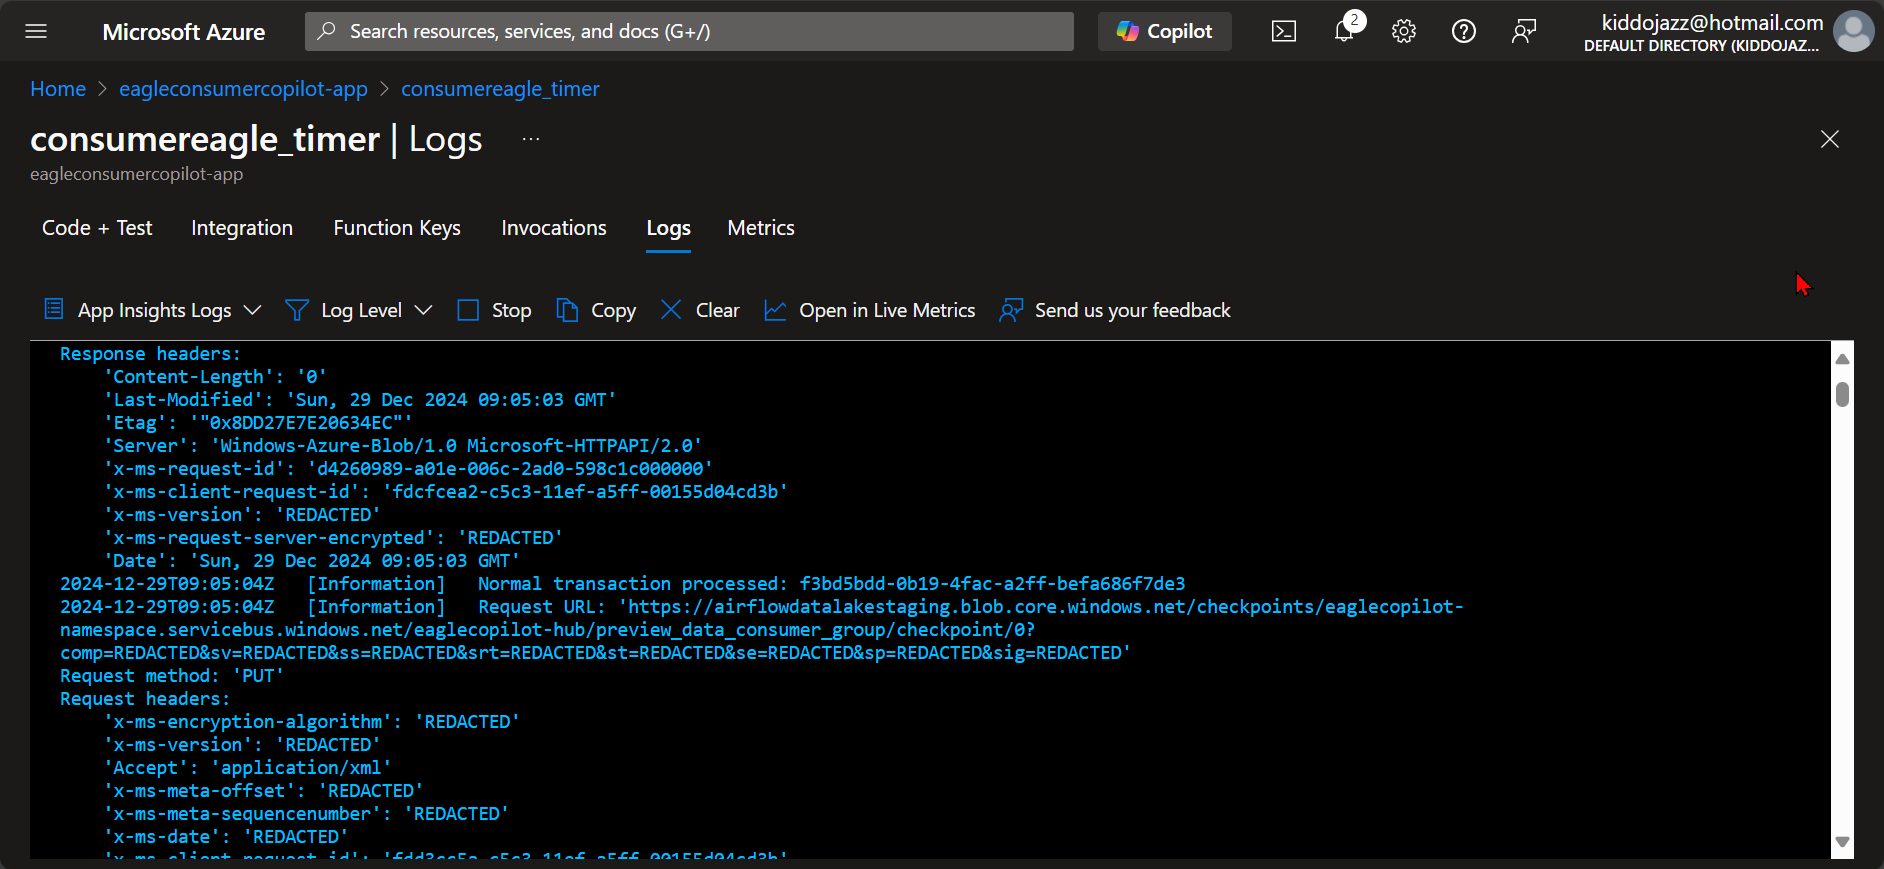 Microsoft Azure
Search resources, services, and docs (G+/)
Copilot
2
kiddojazz@hotmail.com
DEFAULT DIRECTORY (KIDDOJAZ...
Home > eagleconsumercopilot-app > consumereagle_timer
consumereagle_timer | Logs ...
eagleconsumercopilot-app
Code + Test Integration Function Keys Invocations Logs Metrics
App Insights Logs Log Level Stop Copy Clear Open in Live Metrics Send us your feedback
Response headers:
'Content-Length': '0'
'Last-Modified': 'Sun, 29 Dec 2024 09:05:03 GMT'
'Etag': '"0x8DD27E7E20634EC"'
'Server': 'Windows-Azure-Blob/1.0 Microsoft-HTTPAPI/2.0'
'x-ms-request-id': 'd4260989-a01e-006c-2ad0-598c1c000000'
'x-ms-client-request-id': 'fdcfcea2-c5c3-11ef-a5ff-00155d04cd3b'
'x-ms-version': 'REDACTED'
'x-ms-request-server-encrypted': 'REDACTED'
'Date': 'Sun, 29 Dec 2024 09:05:03 GMT'
2024-12-29T09:05:04Z [Information] Normal transaction processed: f3bd5bdd-0b19-4fac-a2ff-befa686f7de3
2024-12-29T09:05:04Z [Information] Request URL: 'https://airflowdatalakestaging.blob.core.windows.net/checkpoints/eaglecopilot-
namespace.servicebus.windows.net/eaglecopilot-hub/preview_data_consumer_group/checkpoint/0?
comp=REDACTED&sv=REDACTED&ss=REDACTED&srt=REDACTED&st=REDACTED&se=REDACTED&sp=REDACTED&sig=REDACTED'
Request method: 'PUT'
Request headers:
'x-ms-encryption-algorithm': 'REDACTED'
'x-ms-version': 'REDACTED'
'Accept': 'application/xml'
'x-ms-meta-offset': 'REDACTED'
'x-ms-meta-sequencenumber': 'REDACTED'
'x-ms-date': 'REDACTED'
'x-ms-client-request-id': 'fdd3cc5a-c5c3-11ef-a5ff-00155d04cd3b'